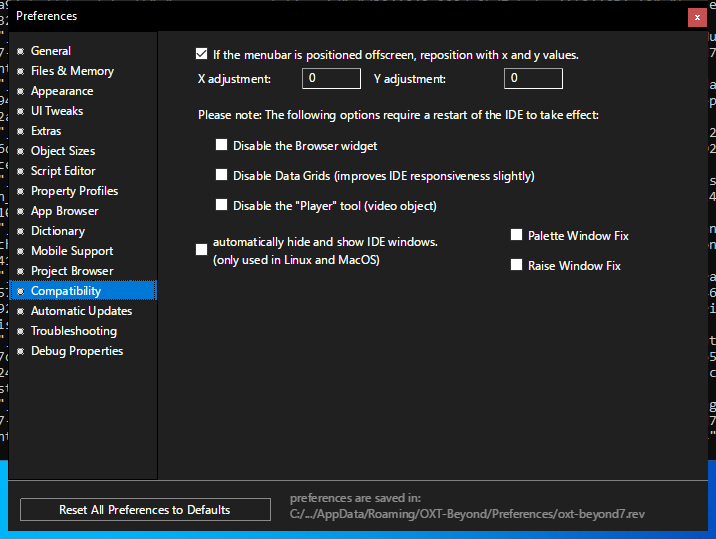 Preferences
x
General
Files & Memory
Appearance
UI Tweaks
Extras
Object Sizes
Script Editor
Property Profiles
App Browser
Dictionary
Mobile Support
Project Browser
Compatibility
Automatic Updates
Troubleshooting
Debug Properties
If the menubar is positioned offscreen, reposition with x and y values.
X adjustment: 0 Y adjustment: 0
Please note: The following options require a restart of the IDE to take effect:
Disable the Browser widget
Disable Data Grids (improves IDE responsiveness slightly)
Disable the "Player" tool (video object)
automatically hide and show IDE windows.
(only used in Linux and MacOS)
Palette Window Fix
Raise Window Fix
Reset All Preferences to Defaults
preferences are saved in:
C:/.../AppData/Roaming/OXT-Beyond/Preferences/oxt-beyond7.rev